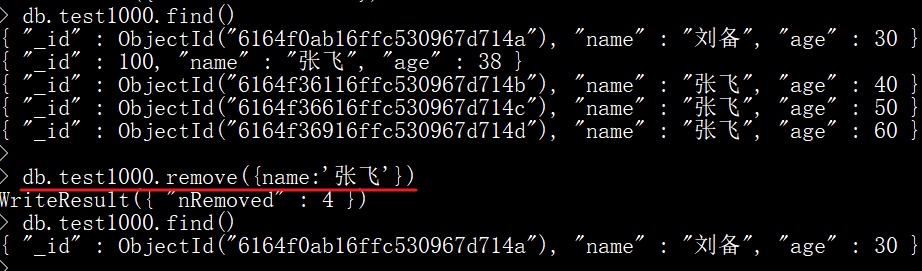 > db.test1000.find()
{ "_id" : ObjectId("6164f0ab16ffc530967d714a"), "name" : "刘备", "age" : 30 }
{ "_id" : 100, "name" : "张飞", "age" : 38 }
{ "_id" : ObjectId("6164f36116ffc530967d714b"), "name" : "张飞", "age" : 40 }
{ "_id" : ObjectId("6164f36616ffc530967d714c"), "name" : "张飞", "age" : 50 }
{ "_id" : ObjectId("6164f36916ffc530967d714d"), "name" : "张飞", "age" : 60 }
>
> db.test1000.remove({name:'张飞'})
WriteResult({ "nRemoved" : 4 })
> db.test1000.find()
{ "_id" : ObjectId("6164f0ab16ffc530967d714a"), "name" : "刘备", "age" : 30 }